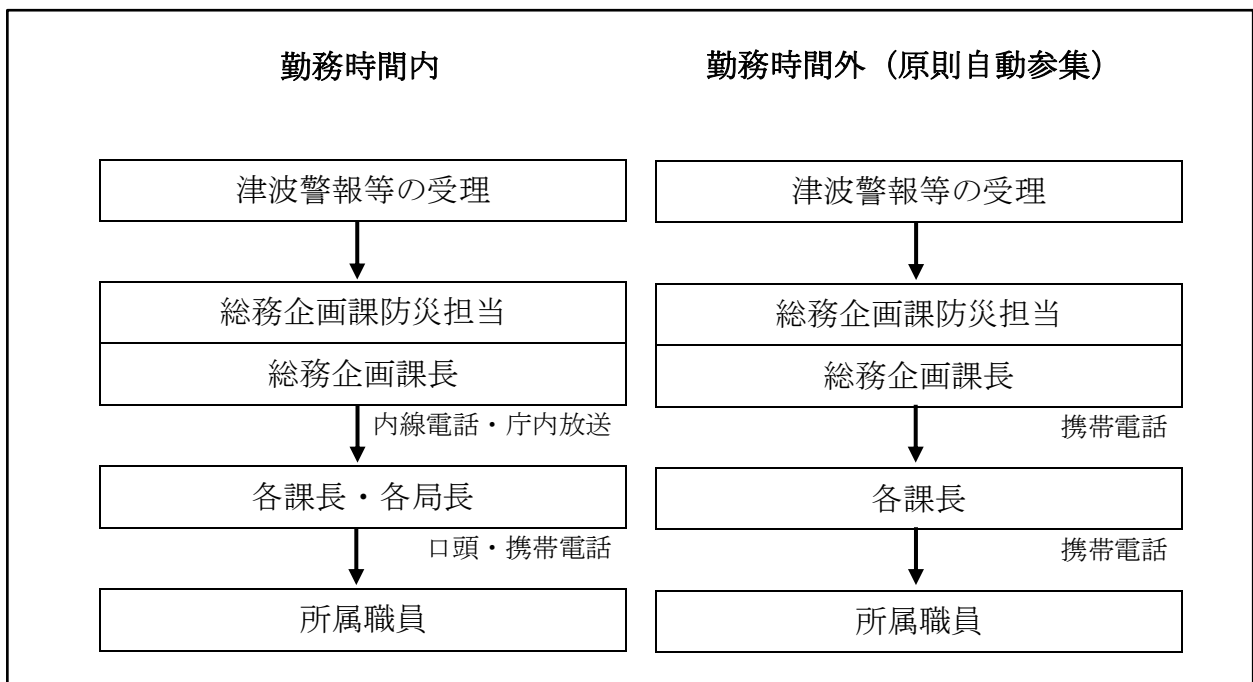 勤務時間内
津波警報等の受理
総務企画課防災担当
総務企画課長
内線電話・庁内放送
各課長・各局長
口頭・携帯電話
所属職員
勤務時間外（原則自動参集）
津波警報等の受理
総務企画課防災担当
総務企画課長
携帯電話
各課長
携帯電話
所属職員